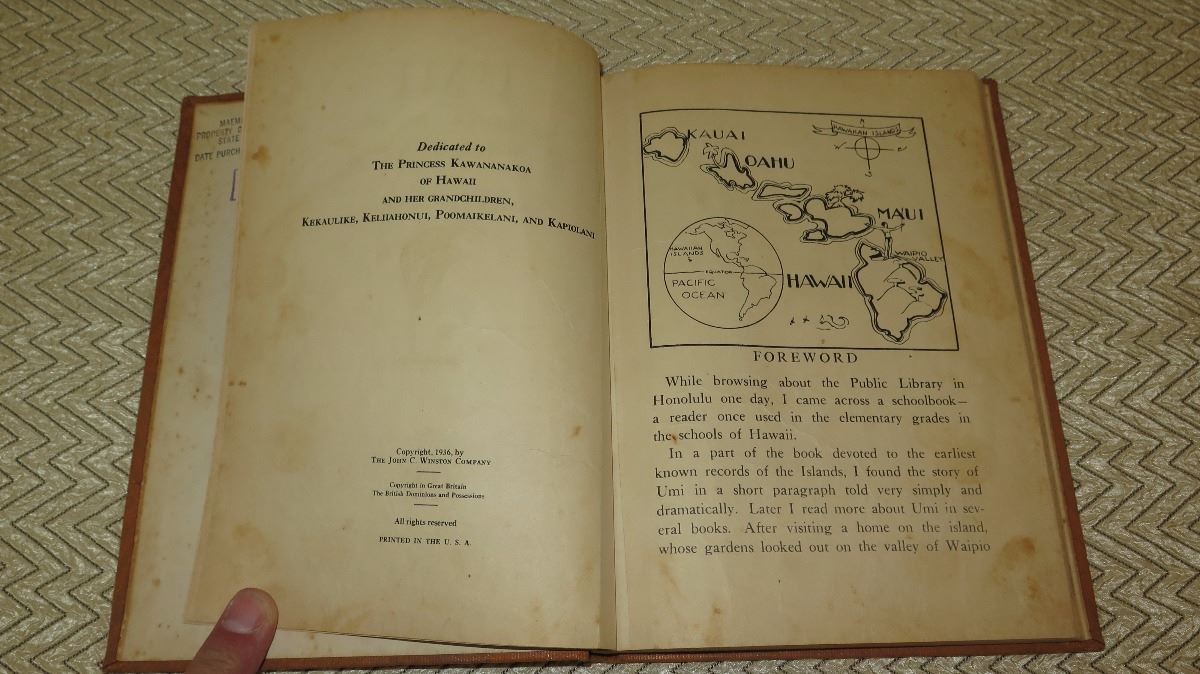 PROPERTY
STATE
DATE PURCH
Dedicated to
THE PRINCESS KAWANANAKOA
OF HAWAII
AND HER GRANDCHILDREN,
KEKAULIKE, KELIIAHONUI, POOMAIKELANI, AND KAPIOLANI
Copyright, 1936, by
THE JOHN C. WINSTON COMPANY
Copyright in Great Britain
The British Dominions and Possessions
All rights reserved
PRINTED IN THE U. S. A.
KAUAI
OAHU
MAUI
HAWAII
WAIPIO
VALLEY
HAWAIIAN ISLANDS
N
W
E
S
HAWAIIAN
ISLANDS
EQUATOR
PACIFIC
OCEAN
FOREWORD
While browsing about the Public Library in
Honolulu one day, I came across a schoolbook—
a reader once used in the elementary grades in
the schools of Hawaii.
In a part of the book devoted to the earliest
known records of the Islands, I found the story of
Umi in a short paragraph told very simply and
dramatically. Later I read more about Umi in sev-
eral books. After visiting a home on the island,
whose gardens looked out on the valley of Waipio